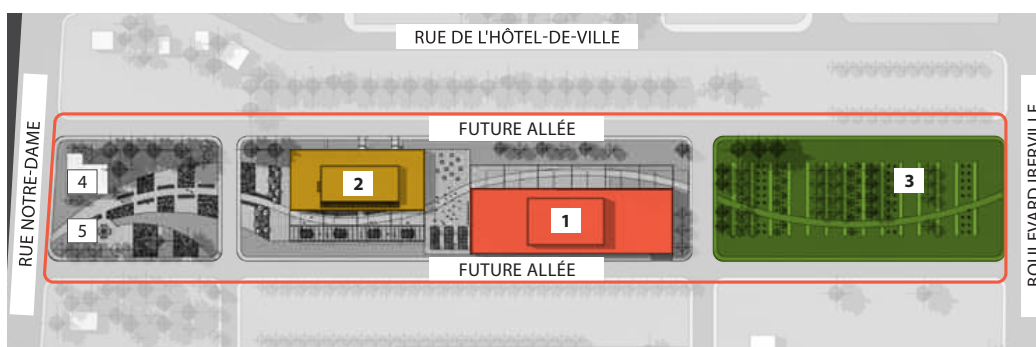 RUE DE L'HÔTEL-DE-VILLE
FUTURE ALLÉE
RUE NOTRE-DAME
4
2
3
5
1
FUTURE ALLÉE
BOULEVARD IBERVILLE